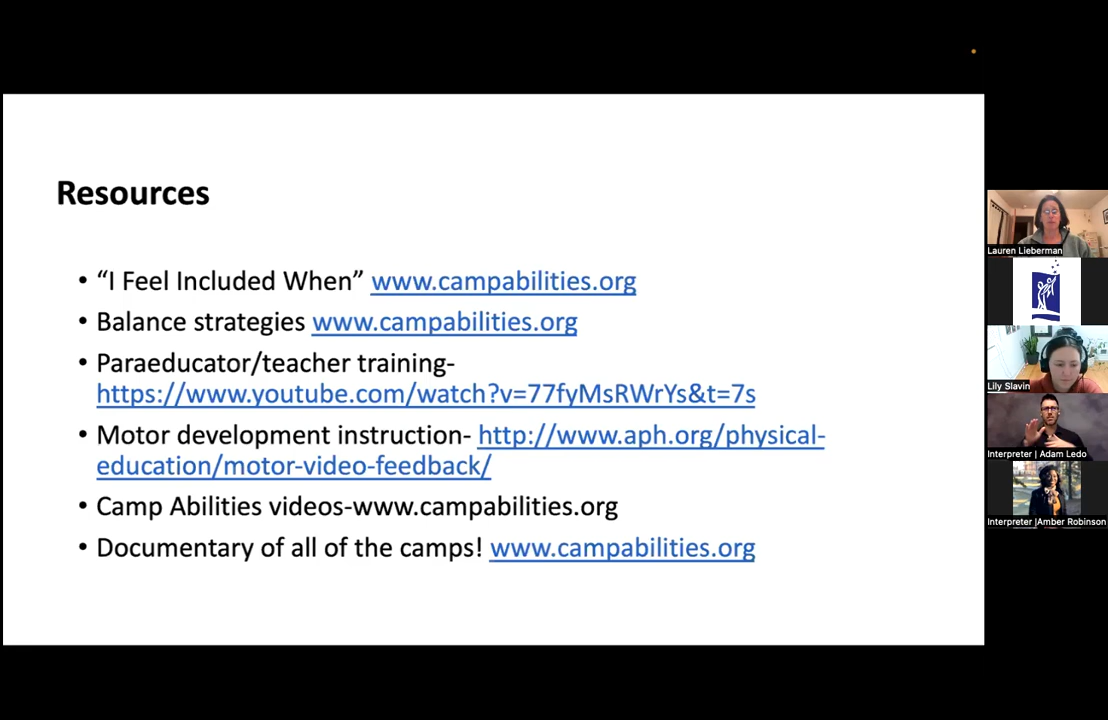 Resources
• “I Feel Included When” www.campabilities.org
• Balance strategies www.campabilities.org
• Paraeducator/teacher training-
https://www.youtube.com/watch?v=77fyMsRWrYs&t=7s
• Motor development instruction- http://www.aph.org/physical-
education/motor-video-feedback/
• Camp Abilities videos-www.campabilities.org
• Documentary of all of the camps! www.campabilities.org
Lauren Lieberman
Lily Slavin
Interpreter | Adam Ledo
Interpreter |Amber Robinson